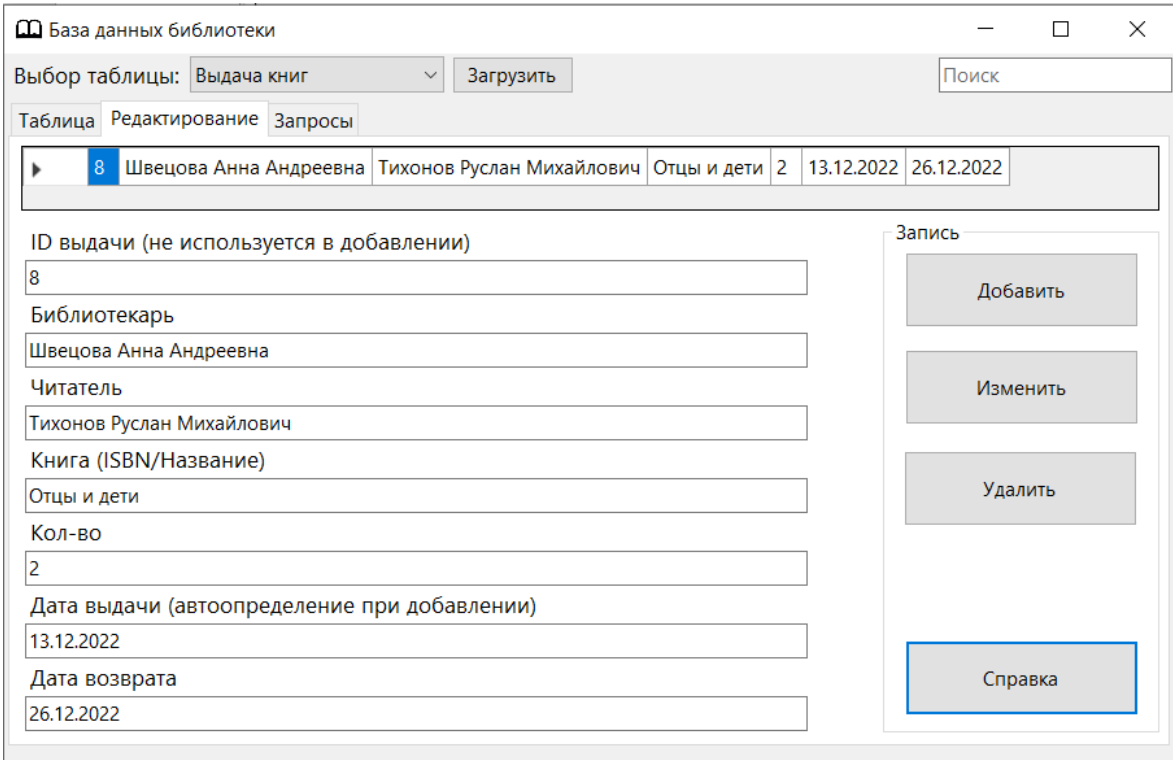 База данных библиотеки
Выбор таблицы: Выдача книг Загрузить Поиск
Таблица Редактирование Запросы
8 Швецова Анна Андреевна Тихонов Руслан Михайлович Отцы и дети 2 13.12.2022 26.12.2022
ID выдачи (не используется в добавлении)
8
Библиотекарь
Швецова Анна Андреевна
Читатель
Тихонов Руслан Михайлович
Книга (ISBN/Название)
Отцы и дети
Кол-во
2
Дата выдачи (автоопределение при добавлении)
13.12.2022
Дата возврата
26.12.2022
Запись
Добавить
Изменить
Удалить
Справка